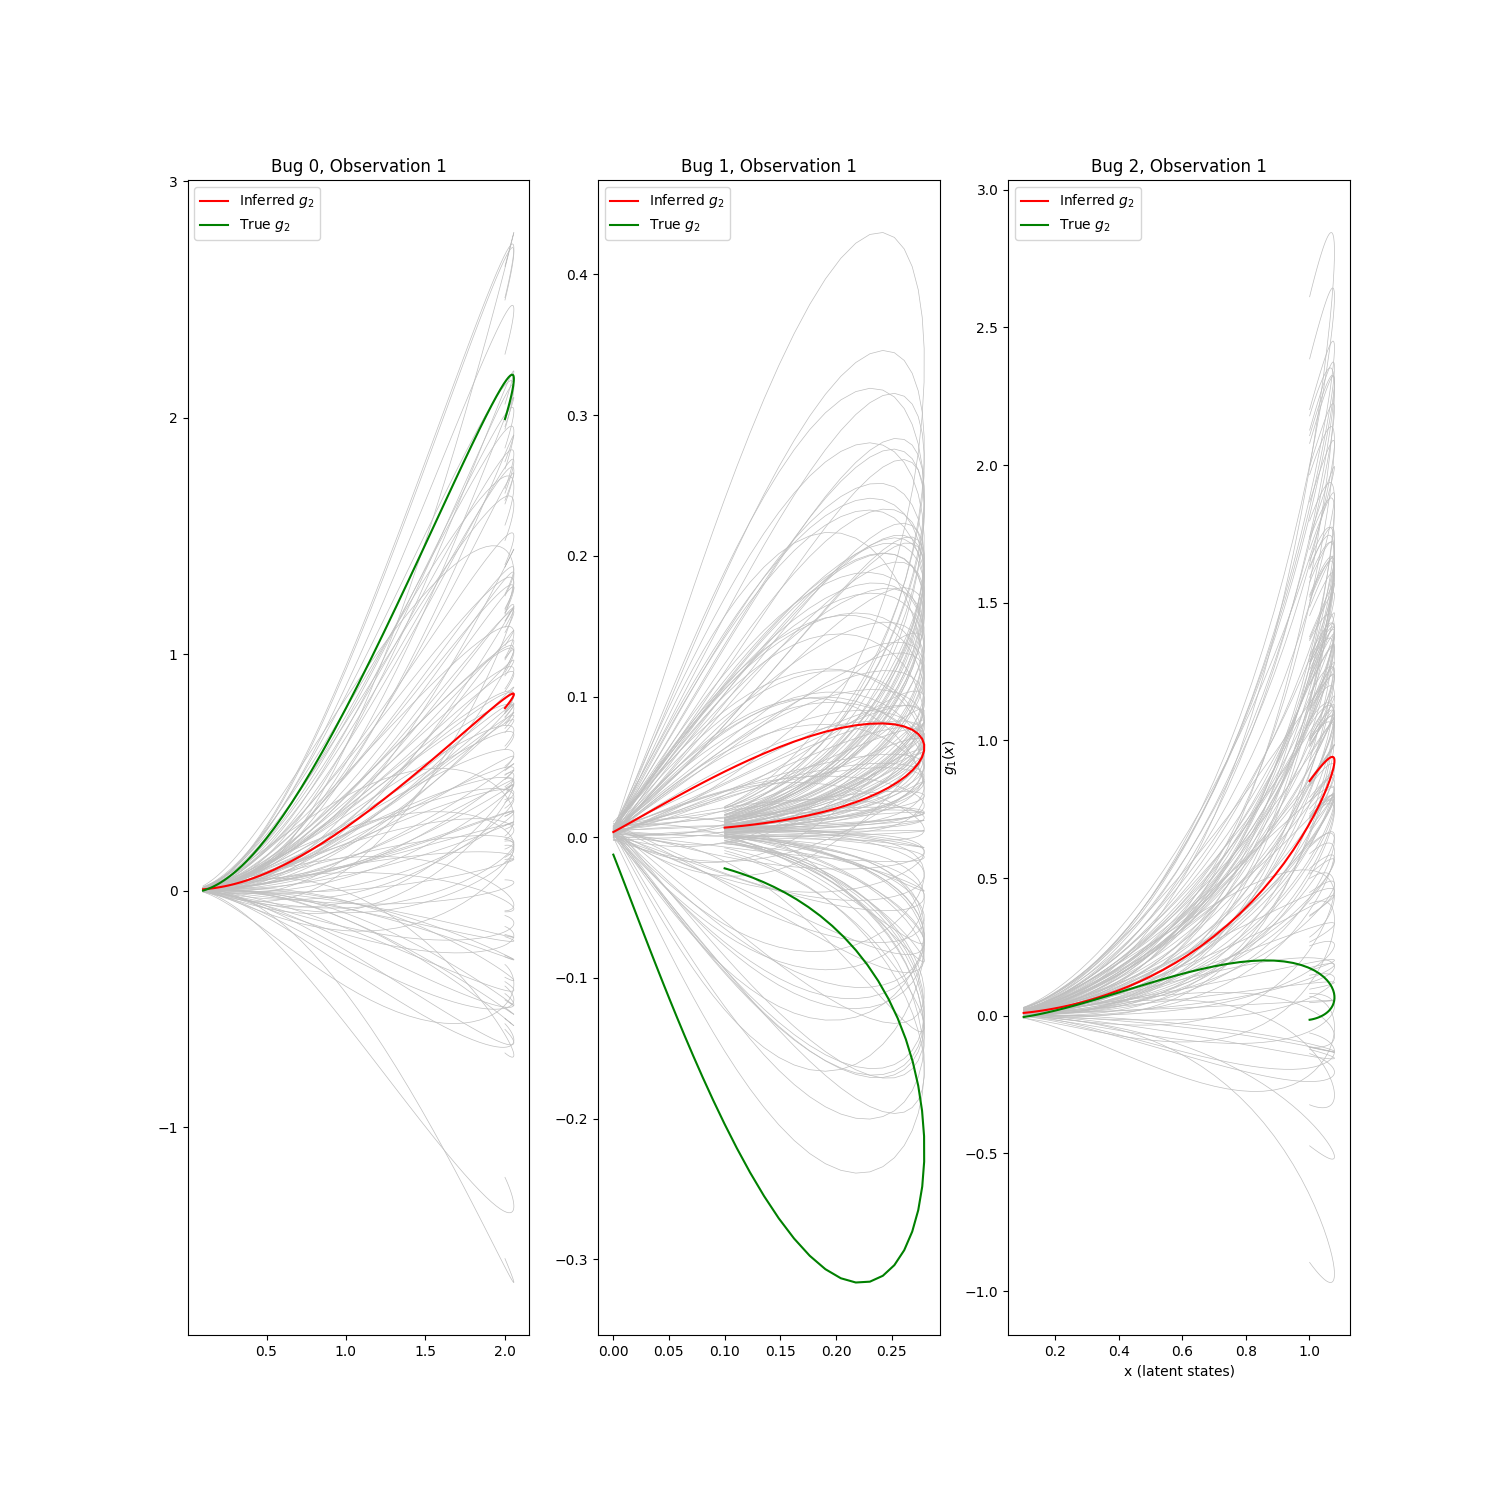 Bug 0, Observation 1
Inferred g₂
True g₂
3
2
1
0
−1
0.5 1.0 1.5 2.0
Bug 1, Observation 1
Inferred g₂
True g₂
0.4
0.3
0.2
0.1
0.0
−0.1
−0.2
−0.3
0.00 0.05 0.10 0.15 0.20 0.25
Bug 2, Observation 1
Inferred g₂
True g₂
3.0
2.5
2.0
1.5
1.0
0.5
0.0
−0.5
−1.0
g₁(x)
0.2 0.4 0.6 0.8 1.0
x (latent states)